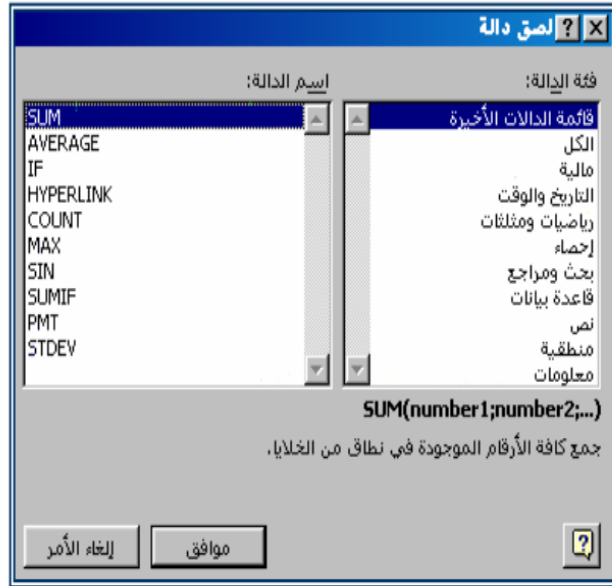 لصق دالة
فئة الدالة:
قائمة الدالات الأخيرة
الكل
مالية
التاريخ والوقت
رياضيات ومثلثات
إحصاء
بحث ومراجع
قاعدة بيانات
نص
منطقية
معلومات
اسم الدالة:
SUM
AVERAGE
IF
HYPERLINK
COUNT
MAX
SIN
SUMIF
PMT
STDEV
SUM(number1;number2;...)
جمع كافة الأرقام الموجودة في نطاق من الخلايا.
موافق
إلغاء الأمر